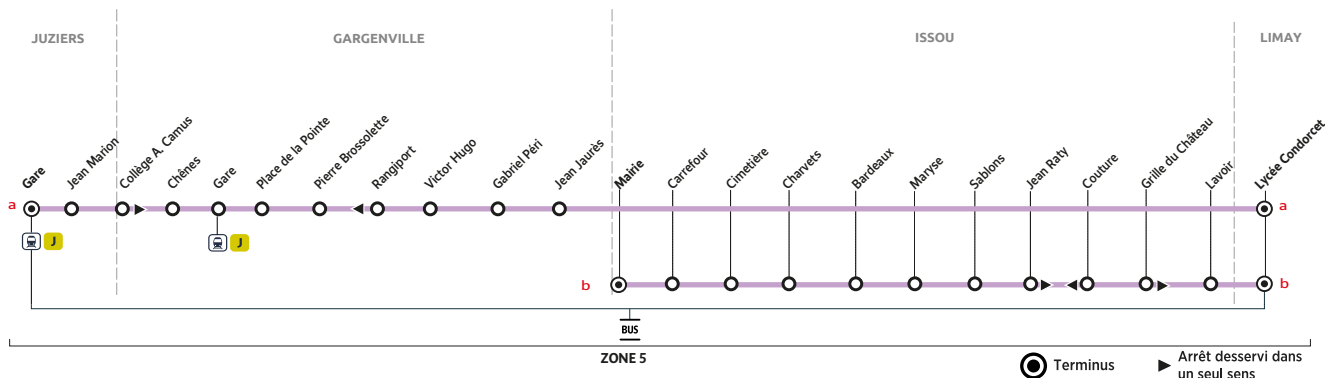 JUZIERS
GARGENVILLE
ISSOU
LIMAY
Gare
Jean Marion
Collège A. Camus
Chênes
Gare
Place de la Pointe
Pierre Brossolette
Rangiport
Victor Hugo
Gabriel Péri
Jean Jaurès
Mairie
Carrefour
Cimetière
Charvets
Bardeaux
Maryse
Sablons
Jean Raty
Couture
Grille du Château
Lavoir
Lycée Condorcet
a
a
J
J
b
b
BUS
ZONE 5
Terminus
Arrêt desservi dans
un seul sens